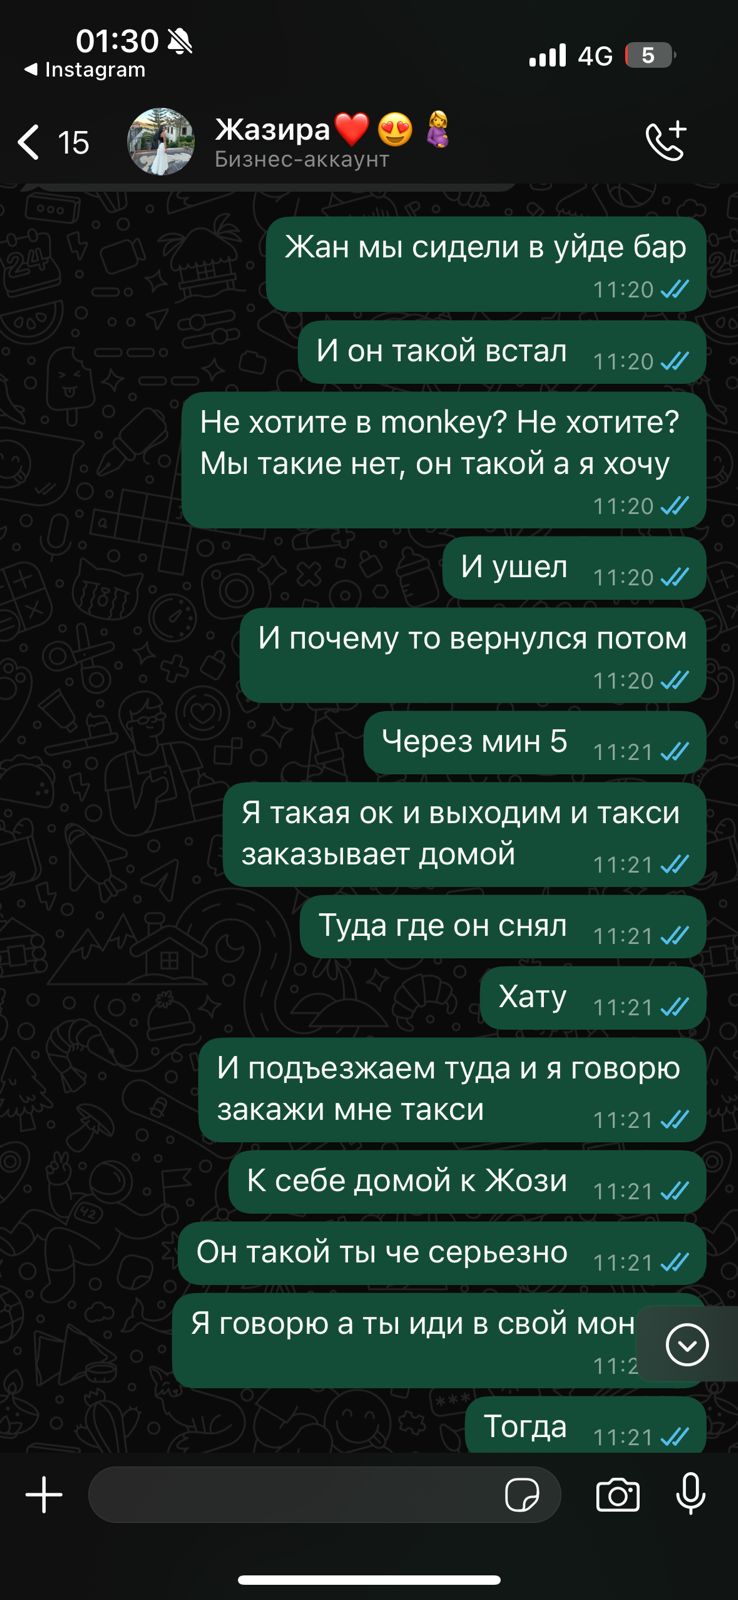 01:30
4G
5
Instagram
15
Жазира❤️😍🤰
Бизнес-аккаунт
Жан мы сидели в уйде бар
11:20
И он такой встал
11:20
Не хотите в monkey? Не хотите?
Мы такие нет, он такой а я хочу
11:20
И ушел
11:20
И почему то вернулся потом
11:20
Через мин 5
11:21
Я такая ок и выходим и такси
заказывает домой
11:21
Туда где он снял
11:21
Хату
11:21
И подъезжаем туда и я говорю
закажи мне такси
11:21
К себе домой к Жози
11:21
Он такой ты че серьезно
11:21
Я говорю а ты иди в свой мон
11:2
Тогда
11:21